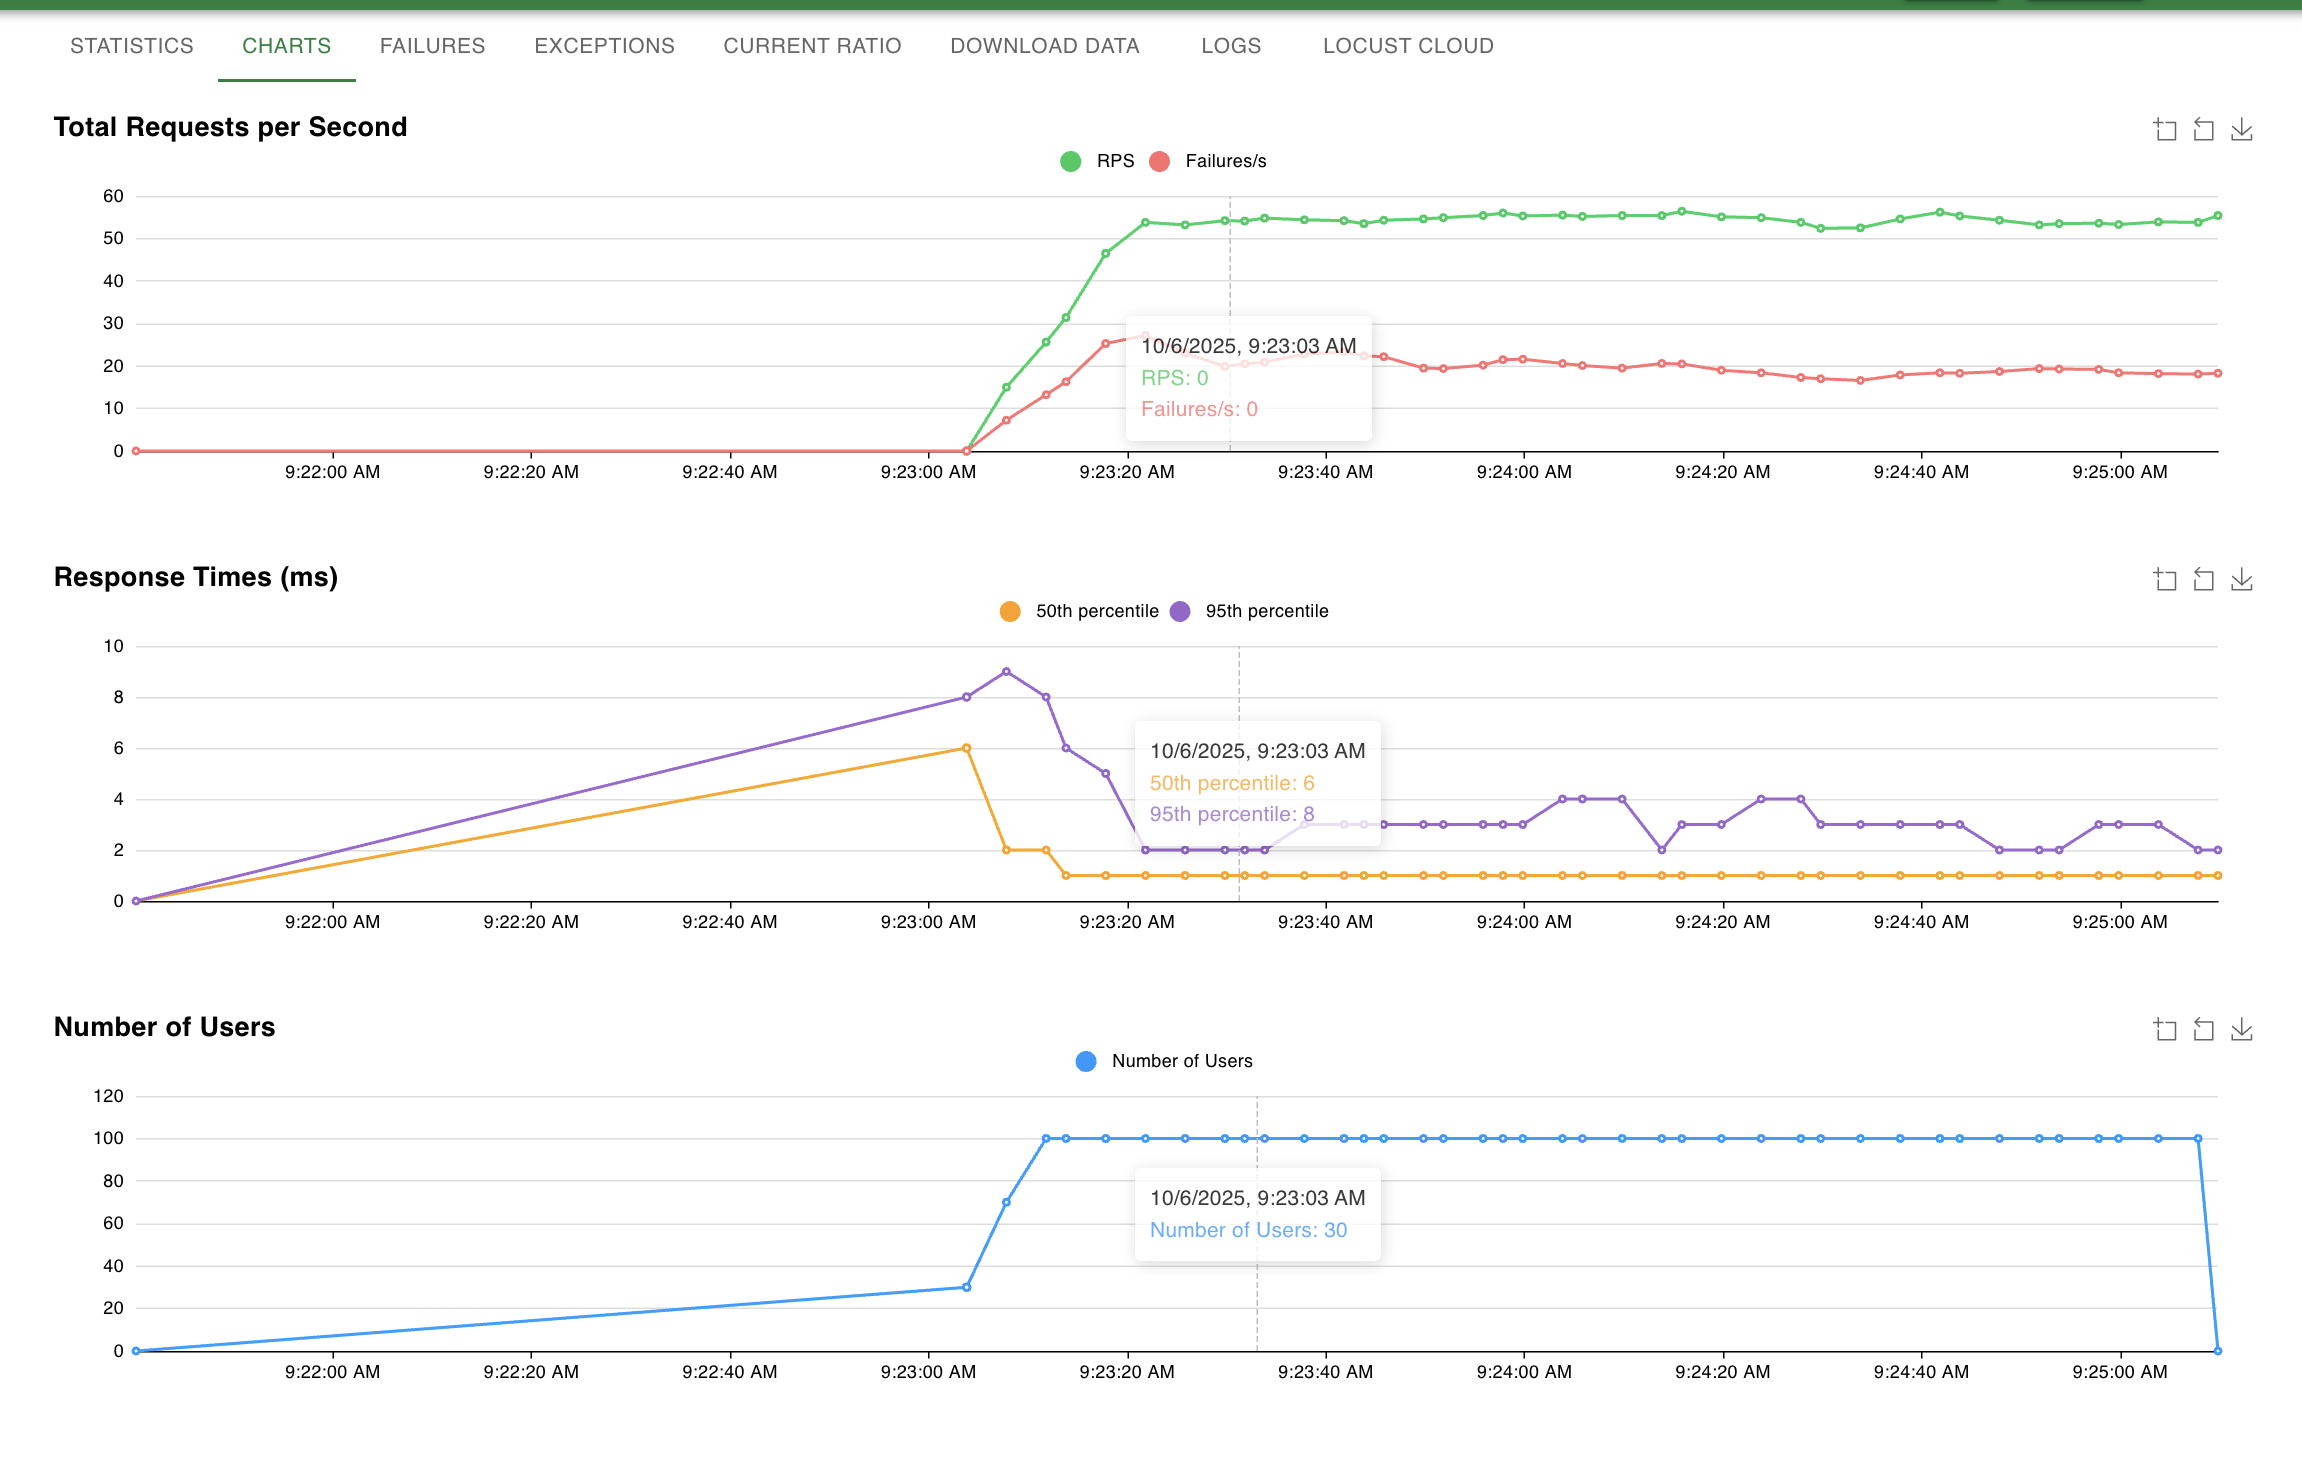 STATISTICS CHARTS FAILURES EXCEPTIONS CURRENT RATIO DOWNLOAD DATA LOGS LOCUST CLOUD
Total Requests per Second
RPS Failures/s
60
50
40
30
20
10
0
10/6/2025, 9:23:03 AM
RPS: 0
Failures/s: 0
9:22:00 AM 9:22:20 AM 9:22:40 AM 9:23:00 AM 9:23:20 AM 9:23:40 AM 9:24:00 AM 9:24:20 AM 9:24:40 AM 9:25:00 AM
Response Times (ms)
50th percentile 95th percentile
10
8
6
4
2
0
10/6/2025, 9:23:03 AM
50th percentile: 6
95th percentile: 8
9:22:00 AM 9:22:20 AM 9:22:40 AM 9:23:00 AM 9:23:20 AM 9:23:40 AM 9:24:00 AM 9:24:20 AM 9:24:40 AM 9:25:00 AM
Number of Users
Number of Users
120
100
80
60
40
20
0
10/6/2025, 9:23:03 AM
Number of Users: 30
9:22:00 AM 9:22:20 AM 9:22:40 AM 9:23:00 AM 9:23:20 AM 9:23:40 AM 9:24:00 AM 9:24:20 AM 9:24:40 AM 9:25:00 AM